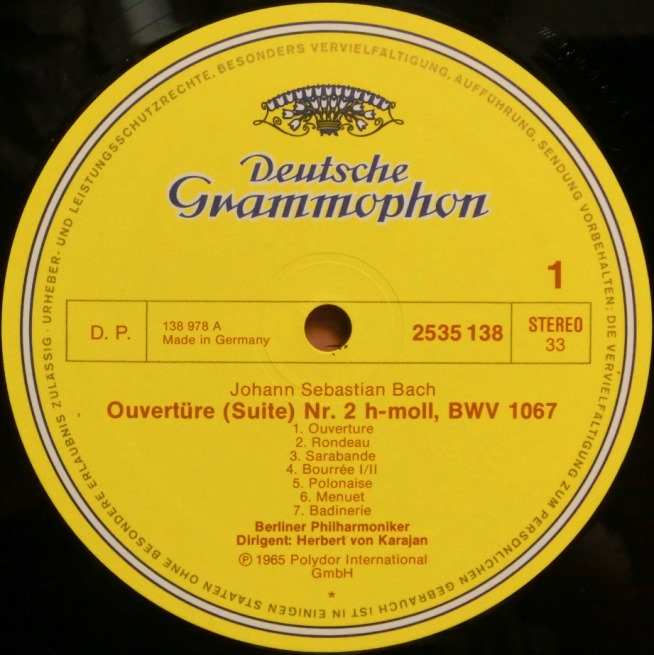 URHEBER- UND LEISTUNGSSCHUTZRECHTE, BESONDERS VERVIELFÄLTIGUNG, AUFFÜHRUNG, SENDUNG VORBEHALTEN; DIE VERVIELFÄLTIGUNG ZUM PERSÖNLICHEN GEBRAUCH IST IN EINIGEN STAATEN OHNE BESONDERE ERLAUBNIS ZULÄSSIG ·
Deutsche
Grammophon
1
D. P.
138 978 A
Made in Germany
2535 138
STEREO
33
Johann Sebastian Bach
Ouvertüre (Suite) Nr. 2 h-moll, BWV 1067
1. Ouverture
2. Rondeau
3. Sarabande
4. Bourrée I/II
5. Polonaise
6. Menuet
7. Badinerie
Berliner Philharmoniker
Dirigent: Herbert von Karajan
℗ 1965 Polydor International
GmbH
*